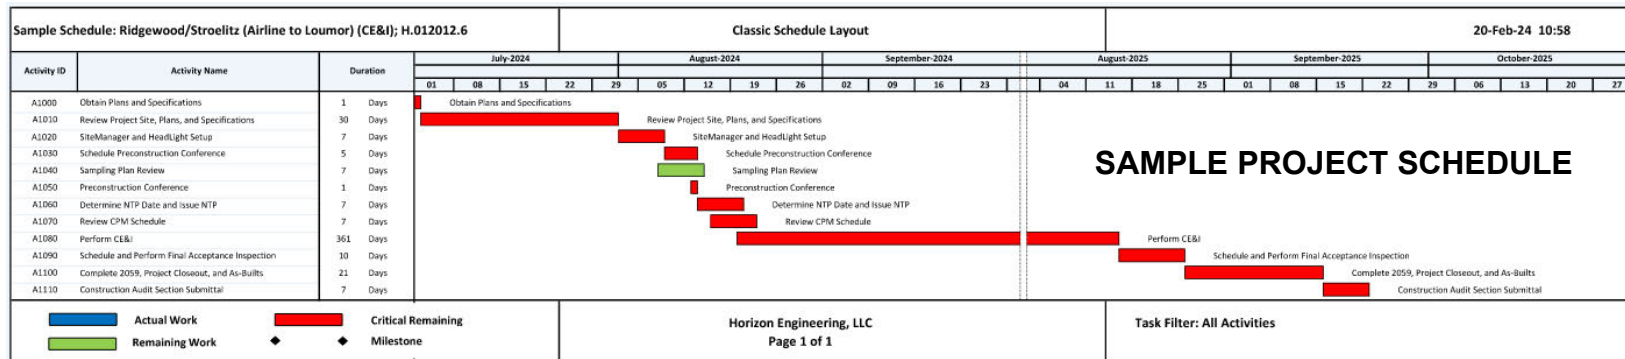 Sample Schedule: Ridgewood/Stroelitz (Airline to Loumor) (CE&I); H.012012.6 Classic Schedule Layout 20-Feb-24 10:58
Activity ID Activity Name Duration July-2024 August-2024 September-2024 August-2025 September-2025 October-2025
01 08 15 22 29 05 12 19 26 02 09 16 23 04 11 18 25 01 08 15 22 29 06 13 20 27
A1000 Obtain Plans and Specifications 1 Days Obtain Plans and Specifications
A1010 Review Project Site, Plans, and Specifications 30 Days Review Project Site, Plans, and Specifications
A1020 SiteManager and HeadLight Setup 7 Days SiteManager and HeadLight Setup
A1030 Schedule Preconstruction Conference 5 Days Schedule Preconstruction Conference
A1040 Sampling Plan Review 7 Days Sampling Plan Review
SAMPLE PROJECT SCHEDULE
A1050 Preconstruction Conference 1 Days Preconstruction Conference
A1060 Determine NTP Date and Issue NTP 7 Days Determine NTP Date and Issue NTP
A1070 Review CPM Schedule 7 Days Review CPM Schedule
A1080 Perform CE&I 361 Days Perform CE&I
A1090 Schedule and Perform Final Acceptance Inspection 10 Days Schedule and Perform Final Acceptance Inspection
A1100 Complete 2059, Project Closeout, and As-Builts 21 Days Complete 2059, Project Closeout, and As-Builts
A1110 Construction Audit Section Submittal 7 Days Construction Audit Section Submittal
Actual Work Critical Remaining Horizon Engineering, LLC Task Filter: All Activities
Remaining Work Milestone Page 1 of 1